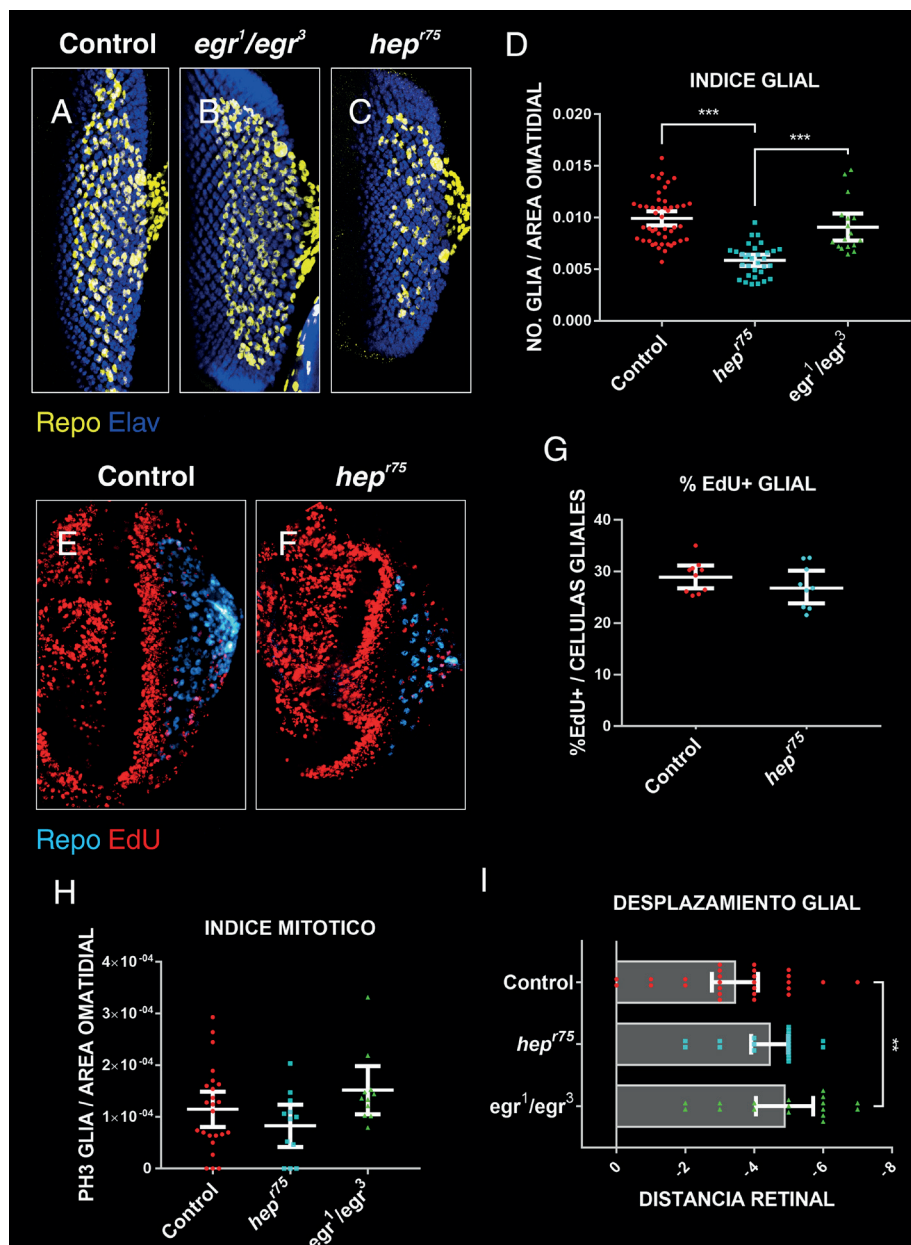 Control egr¹/egr³ hepʳ⁷⁵
A B C
Repo Elav
D
INDICE GLIAL
NO. GLIA / AREA OMATIDIAL
*** ***
0.020
0.015
0.010
0.005
0.000
Control hepʳ⁷⁵ egr¹/egr³
Control hepʳ⁷⁵
E F
Repo EdU
G
% EdU+ GLIAL
%EdU+ / CELULAS GLIALES
40
30
20
10
0
Control hepʳ⁷⁵
H
INDICE MITOTICO
PH3 GLIA / AREA OMATIDIAL
4×10⁻⁰⁴
3×10⁻⁰⁴
2×10⁻⁰⁴
1×10⁻⁰⁴
0
Control hepʳ⁷⁵ egr¹/egr³
I
DESPLAZAMIENTO GLIAL
Control
hepʳ⁷⁵
egr¹/egr³
**
0 -2 -4 -6 -8
DISTANCIA RETINAL